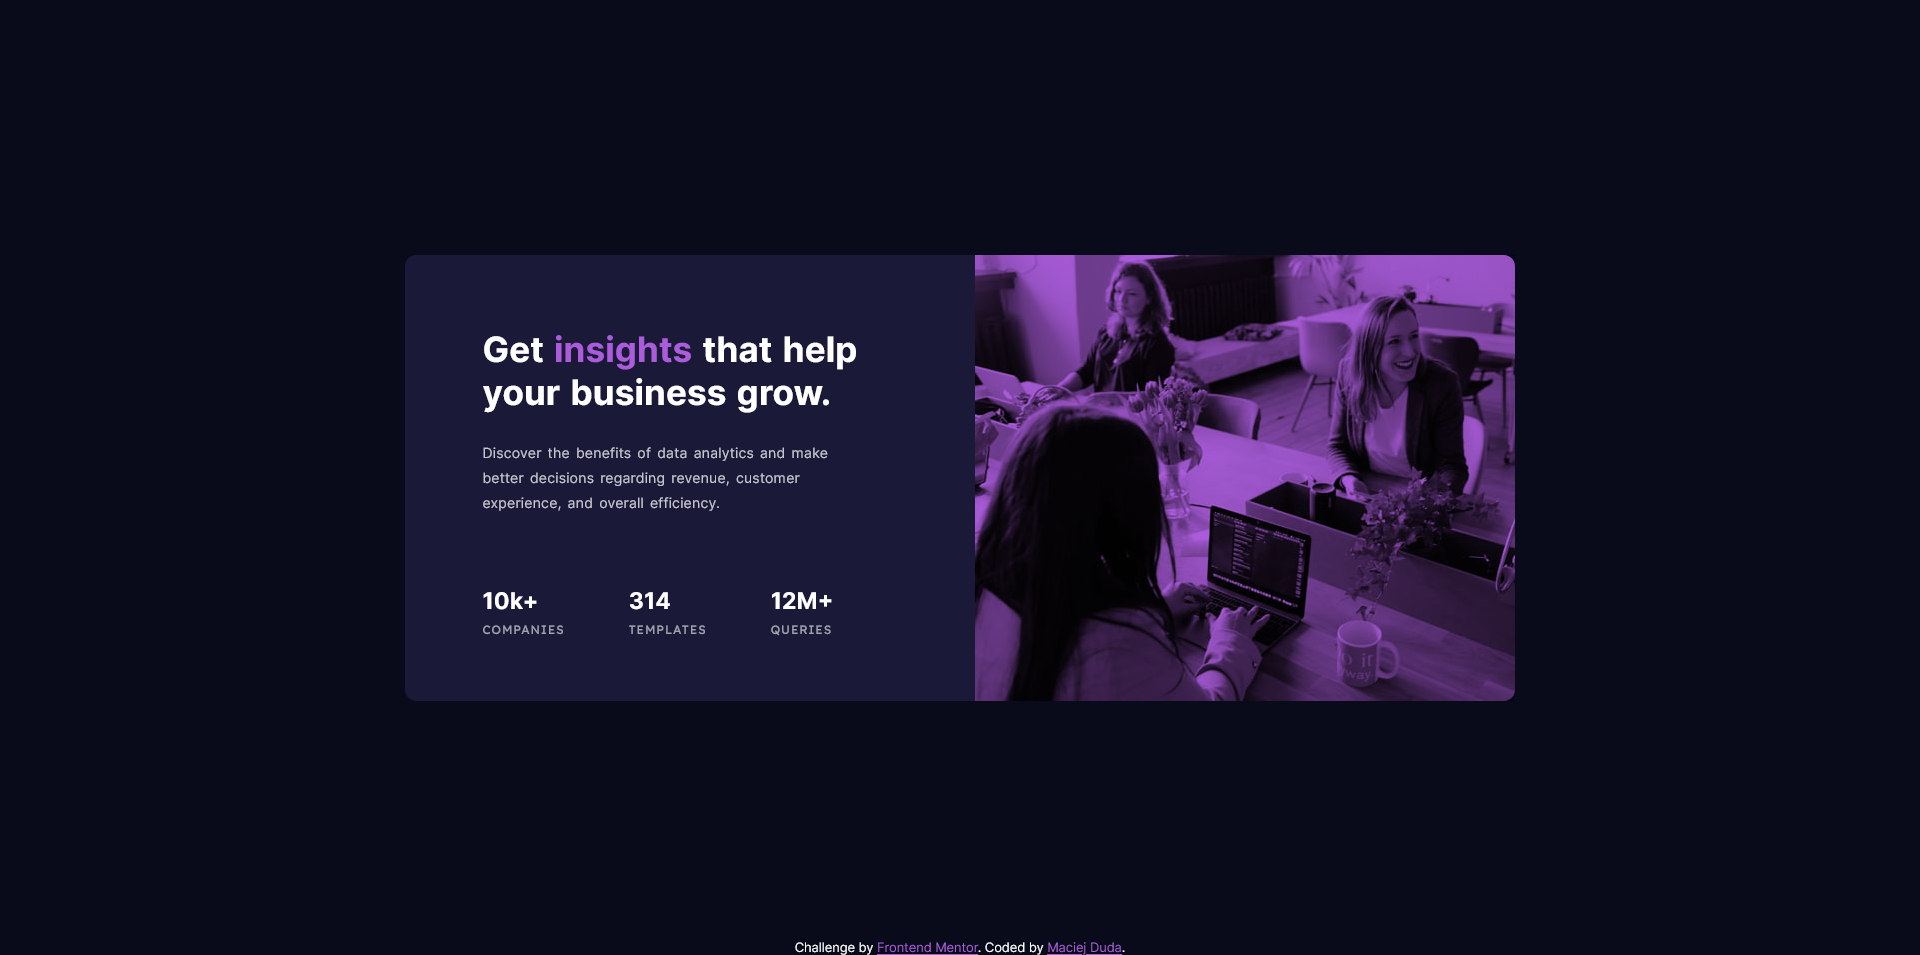 Get insights that help
your business grow.
Discover the benefits of data analytics and make
better decisions regarding revenue, customer
experience, and overall efficiency.
10k+ 314 12M+
COMPANIES TEMPLATES QUERIES
Challenge by Frontend Mentor. Coded by Maciej Duda.